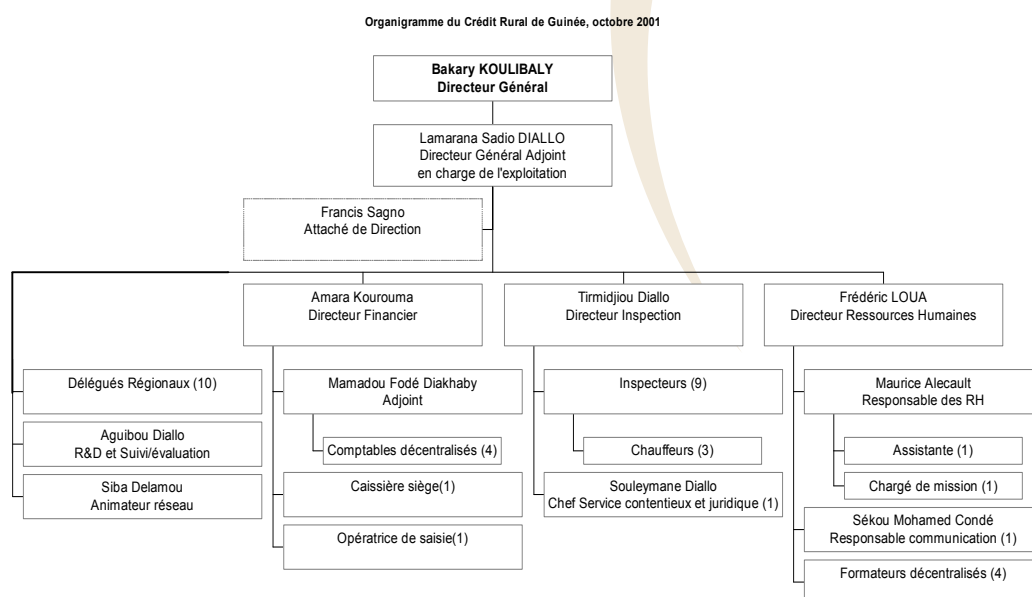 Organigramme du Crédit Rural de Guinée, octobre 2001
Bakary KOULIBALY
Directeur Général
Lamarana Sadio DIALLO
Directeur Général Adjoint
en charge de l'exploitation
Francis Sagno
Attaché de Direction
Amara Kourouma
Directeur Financier
Tirmidjiou Diallo
Directeur Inspection
Frédéric LOUA
Directeur Ressources Humaines
Délégués Régionaux (10)
Aguibou Diallo
R&D et Suivi/évaluation
Siba Delamou
Animateur réseau
Mamadou Fodé Diakhaby
Adjoint
Comptables décentralisés (4)
Caissière siège(1)
Opératrice de saisie(1)
Inspecteurs (9)
Chauffeurs (3)
Souleymane Diallo
Chef Service contentieux et juridique (1)
Maurice Alecault
Responsable des RH
Assistante (1)
Chargé de mission (1)
Sékou Mohamed Condé
Responsable communication (1)
Formateurs décentralisés (4)